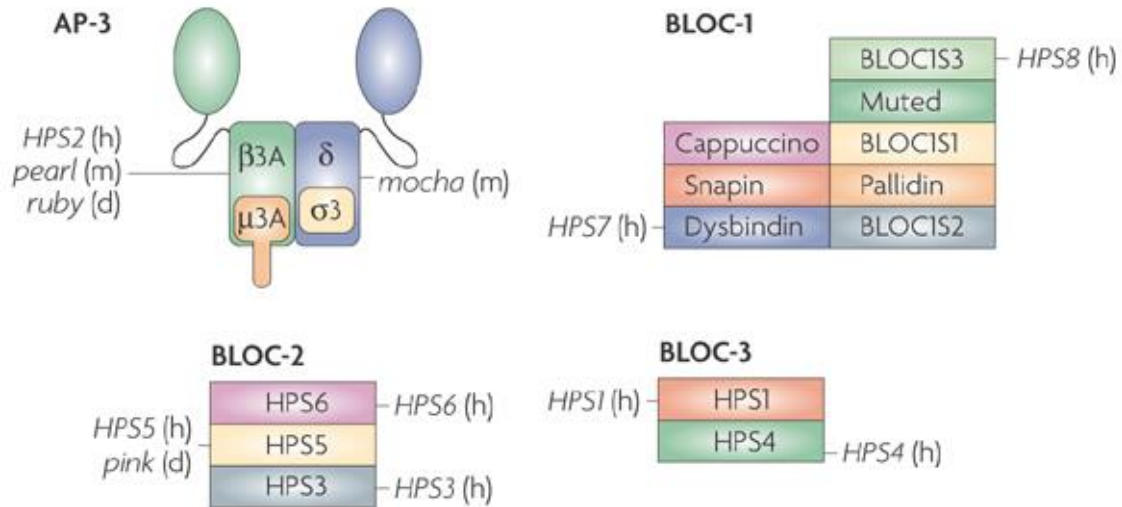 AP-3
HPS2 (h)
pearl (m)
ruby (d)
β3A
δ
μ3A
σ3
mocha (m)
BLOC-1
BLOC1S3
HPS8 (h)
Muted
Cappuccino
BLOC1S1
Snapin
Pallidin
HPS7 (h)
Dysbindin
BLOC1S2
BLOC-2
HPS6
HPS6 (h)
HPS5 (h)
pink (d)
HPS5
HPS3
HPS3 (h)
BLOC-3
HPS1 (h)
HPS1
HPS4
HPS4 (h)